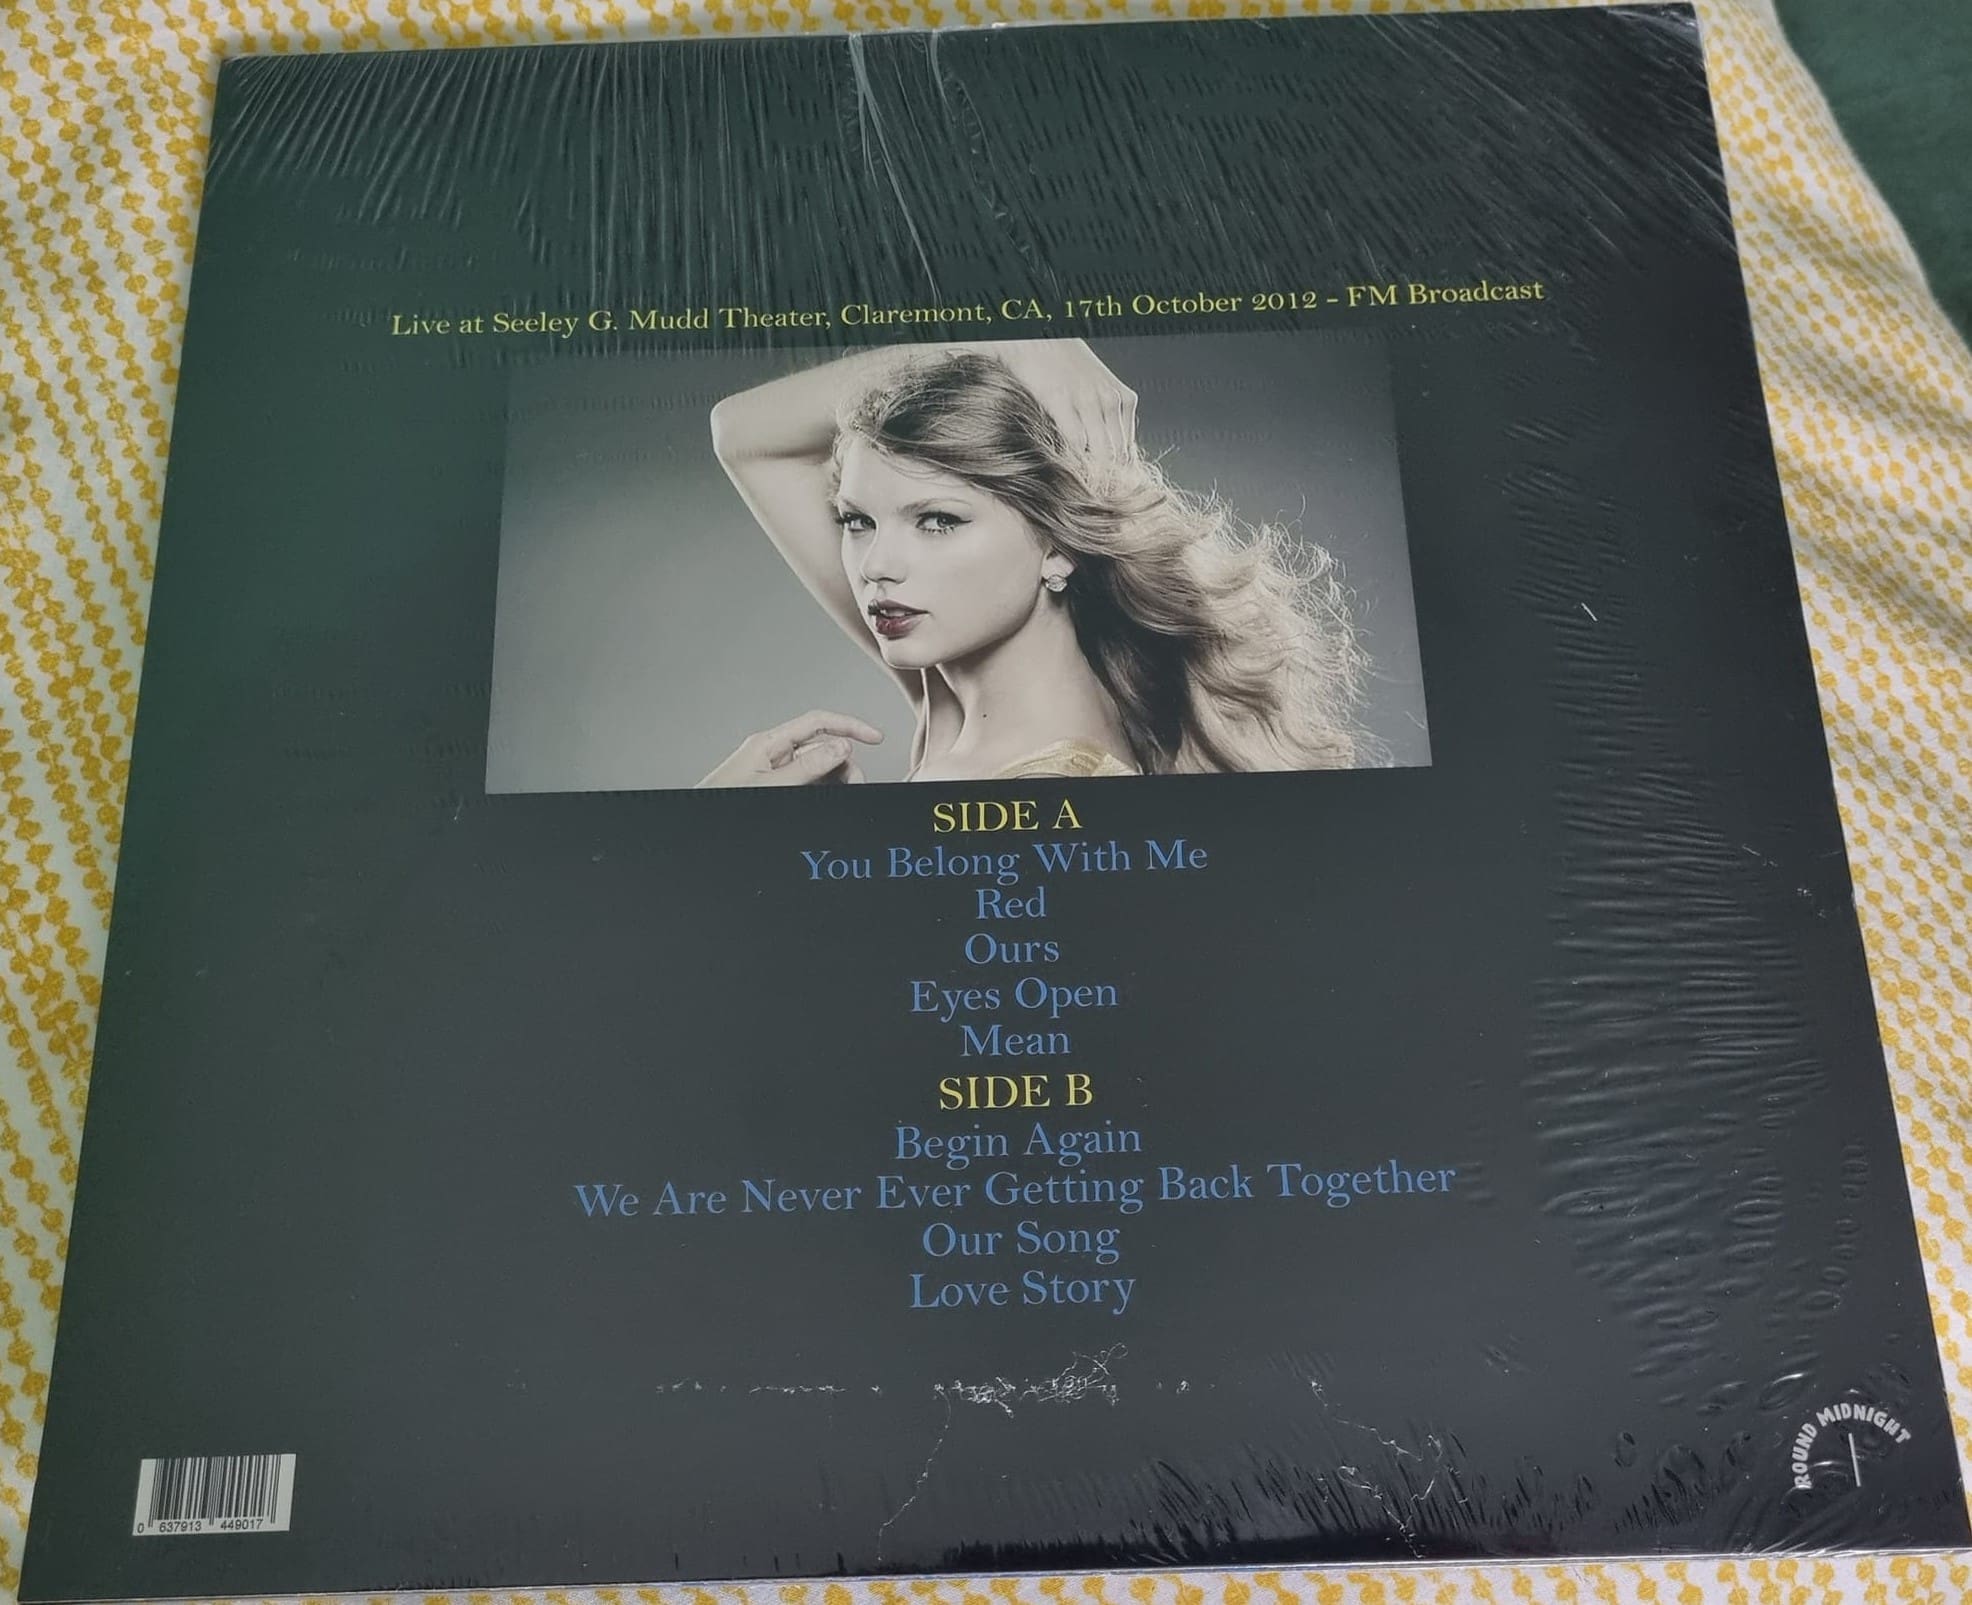 Live at Seeley G. Mudd Theater, Claremont, CA, 17th October 2012 - FM Broadcast
SIDE A
You Belong With Me
Red
Ours
Eyes Open
Mean
SIDE B
Begin Again
We Are Never Ever Getting Back Together
Our Song
Love Story
ROUND MIDNIGHT
0 637913 449017